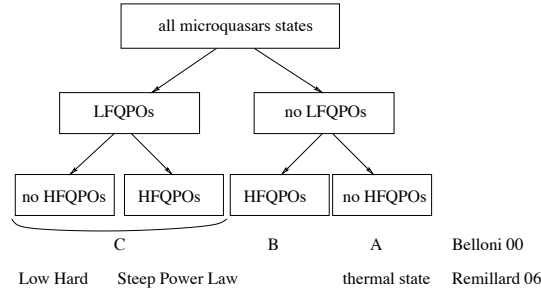 all microquasars states
LFQPOs
no LFQPOs
no HFQPOs
HFQPOs
HFQPOs
no HFQPOs
C B A Belloni 00
Low Hard Steep Power Law thermal state Remillard 06